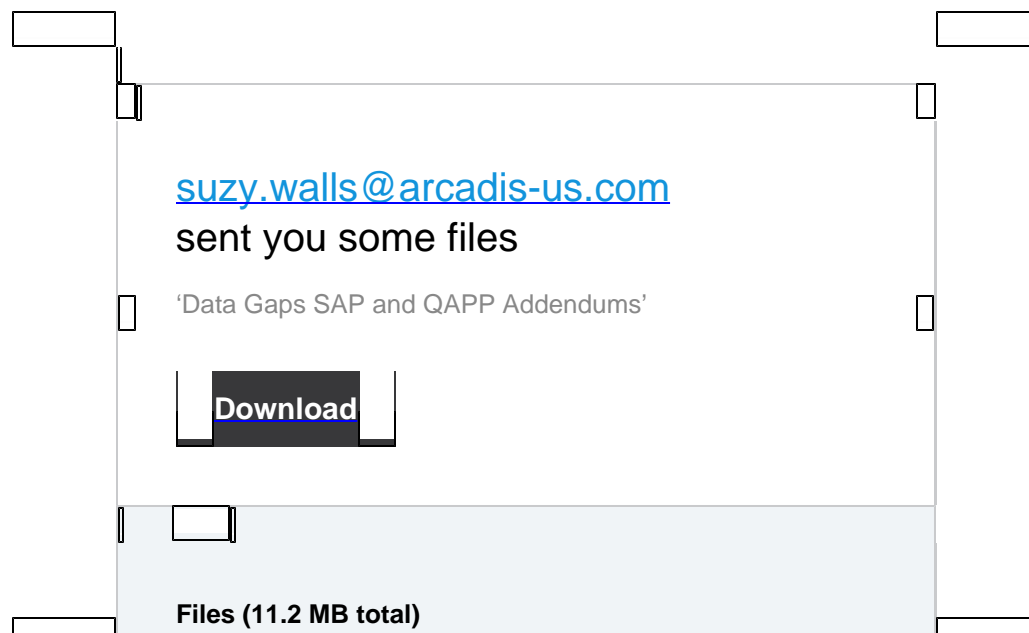 suzy.walls@arcadis-us.com
sent you some files
‘Data Gaps SAP and QAPP Addendums’
Download
Files (11.2 MB total)